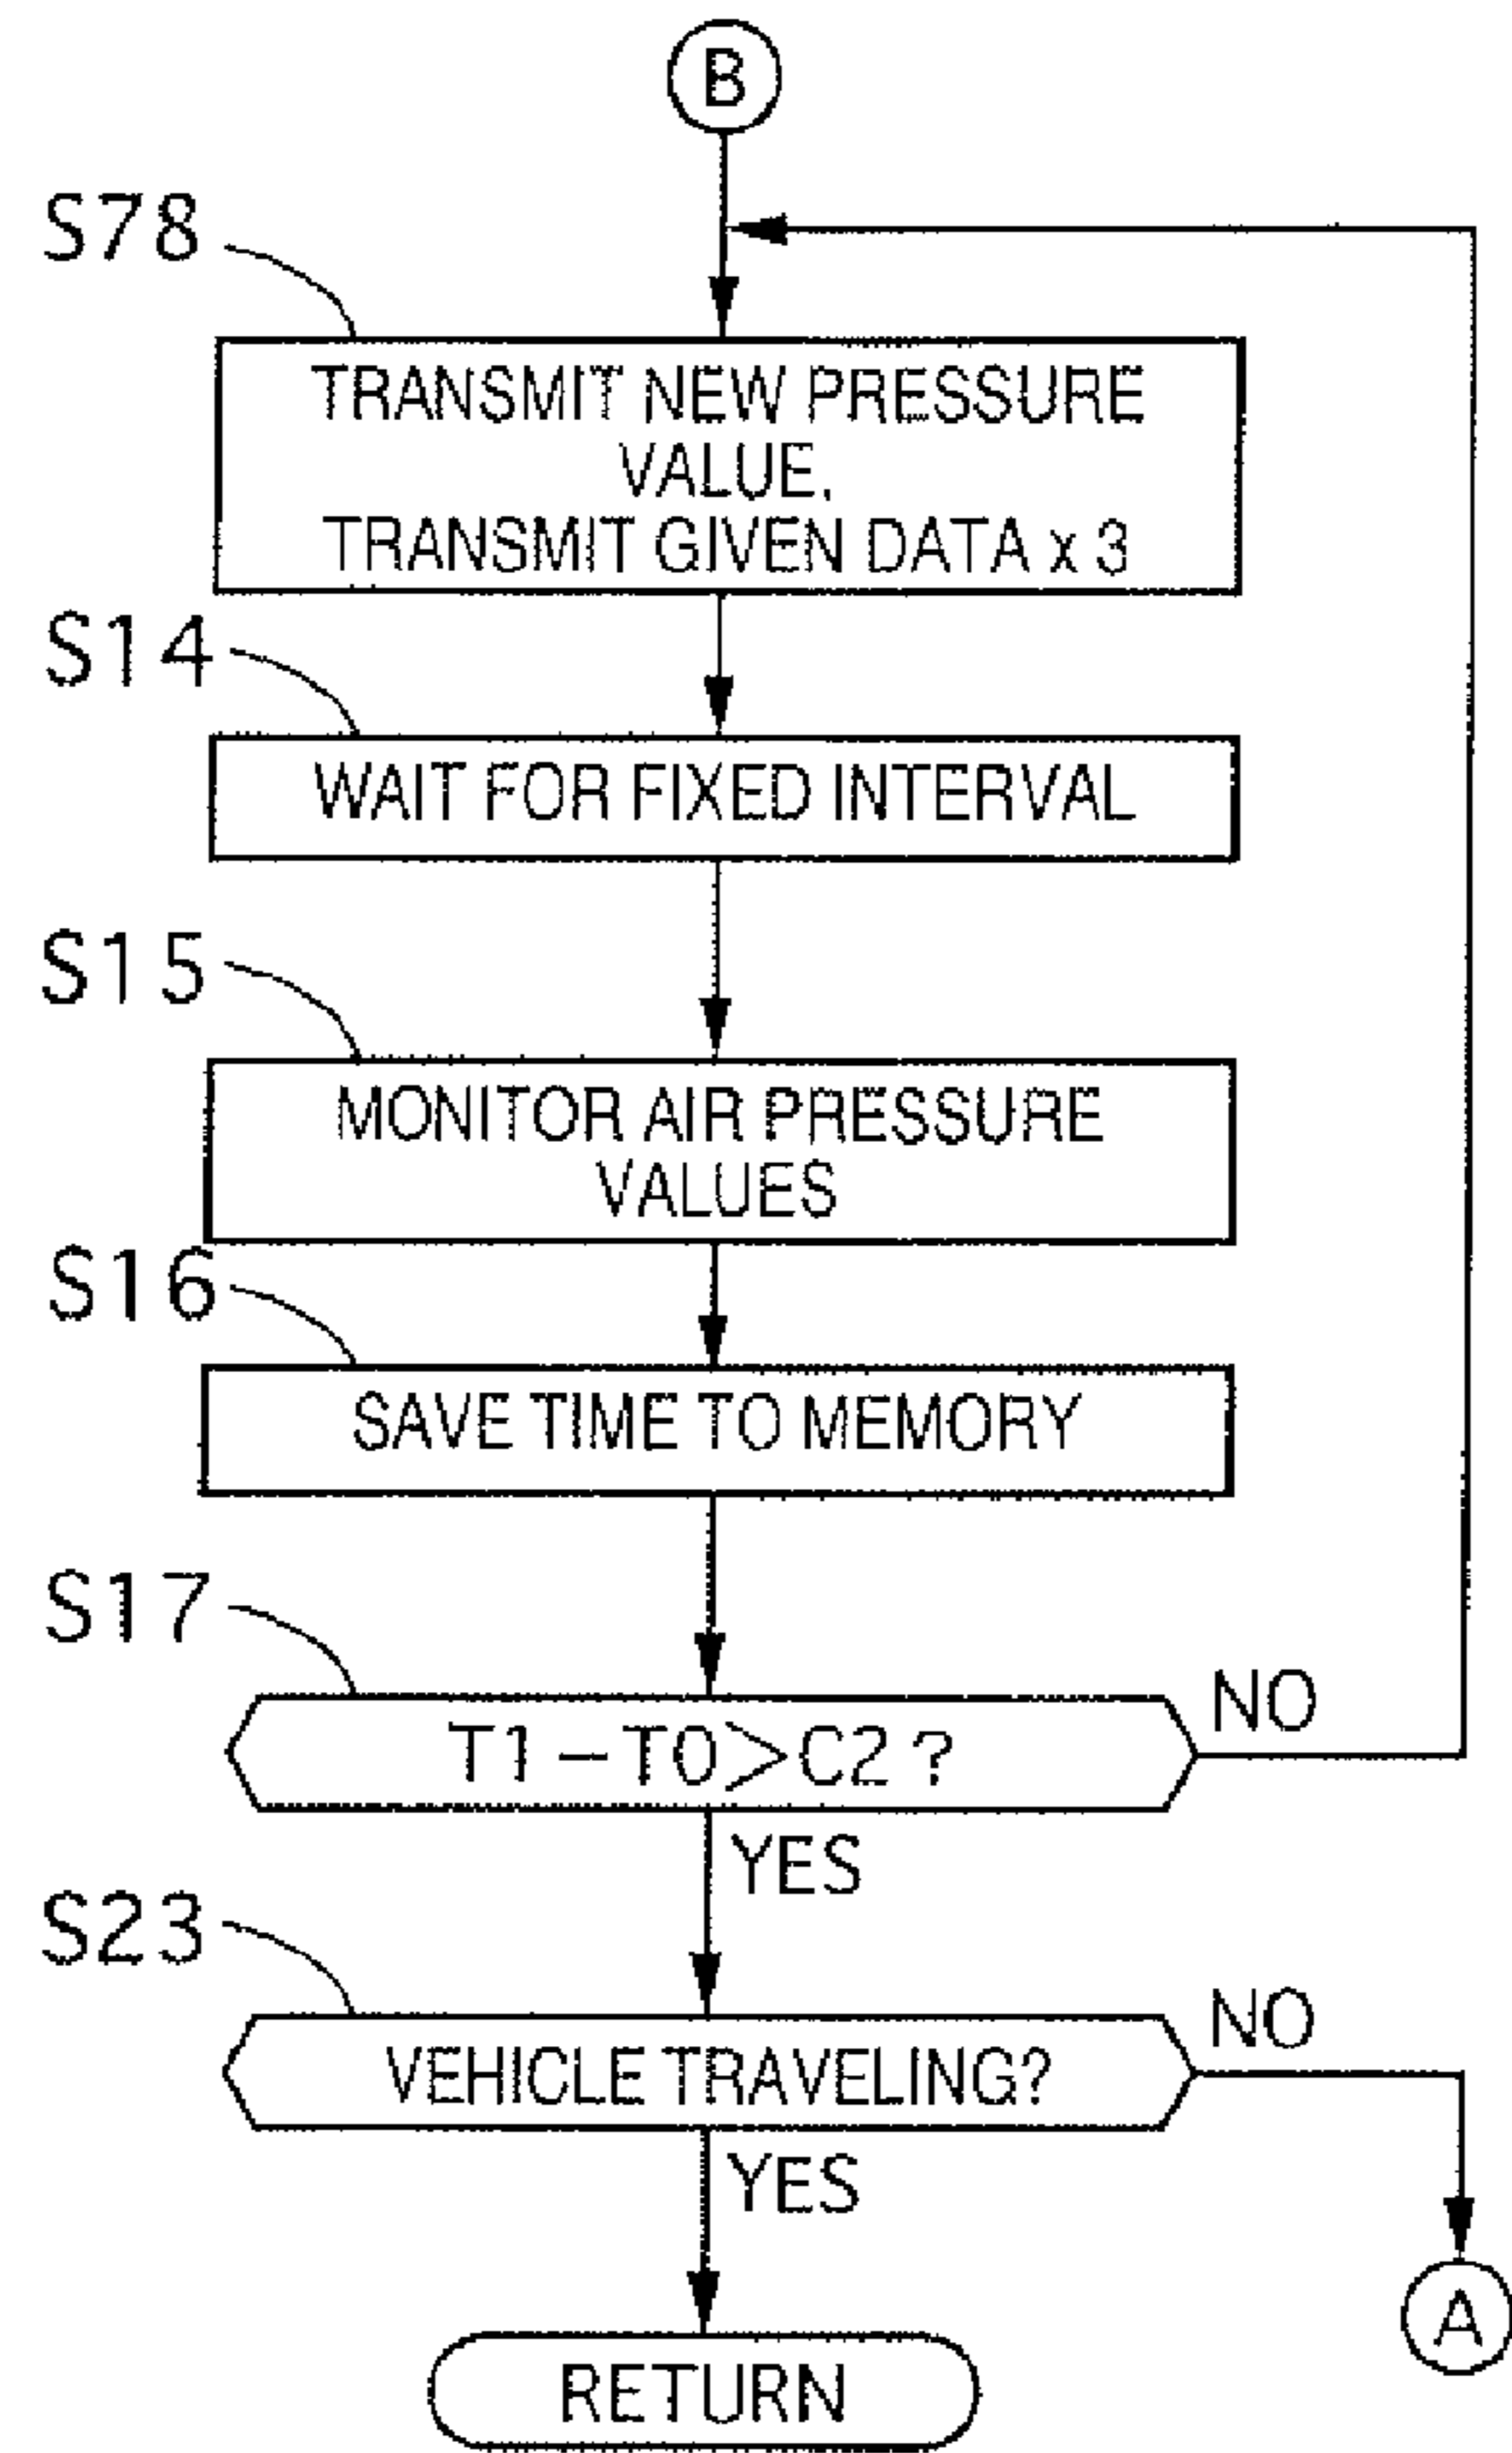 B
S78
TRANSMIT NEW PRESSURE
VALUE,
TRANSMIT GIVEN DATA x 3
S14
WAIT FOR FIXED INTERVAL
S15
MONITOR AIR PRESSURE
VALUES
S16
SAVE TIME TO MEMORY
S17
T1-T0>C2?
NO
YES
S23
VEHICLE TRAVELING?
NO
YES
A
RETURN